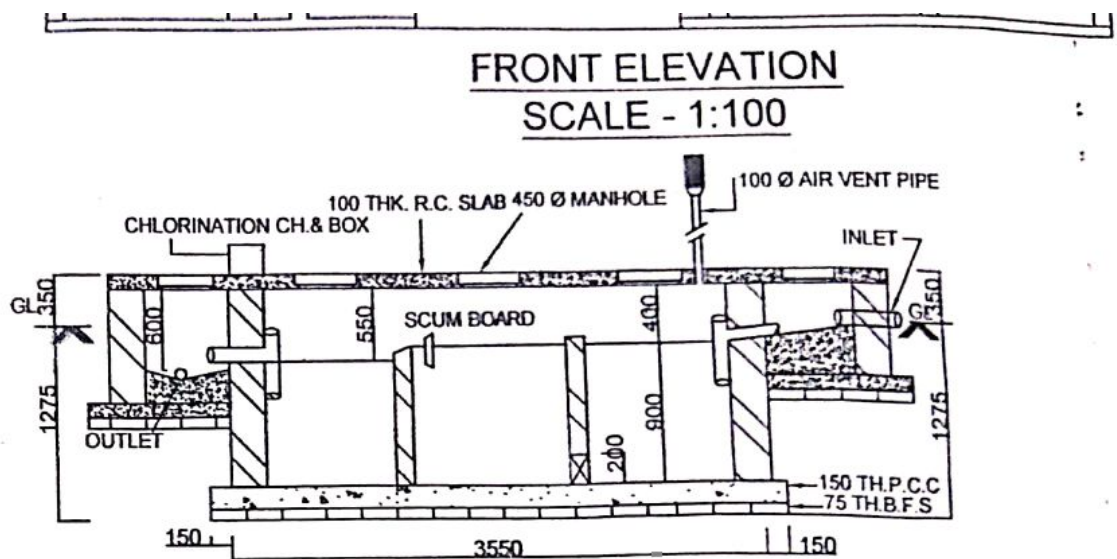 FRONT ELEVATION
SCALE - 1:100
100 Ø AIR VENT PIPE
100 THK. R.C. SLAB 450 Ø MANHOLE
CHLORINATION CH.& BOX
INLET
GL 350
600
550
SCUM BOARD
400
GL 350
1275
OUTLET
200
900
1275
150 TH.P.C.C
75 TH.B.F.S
150
3550
150